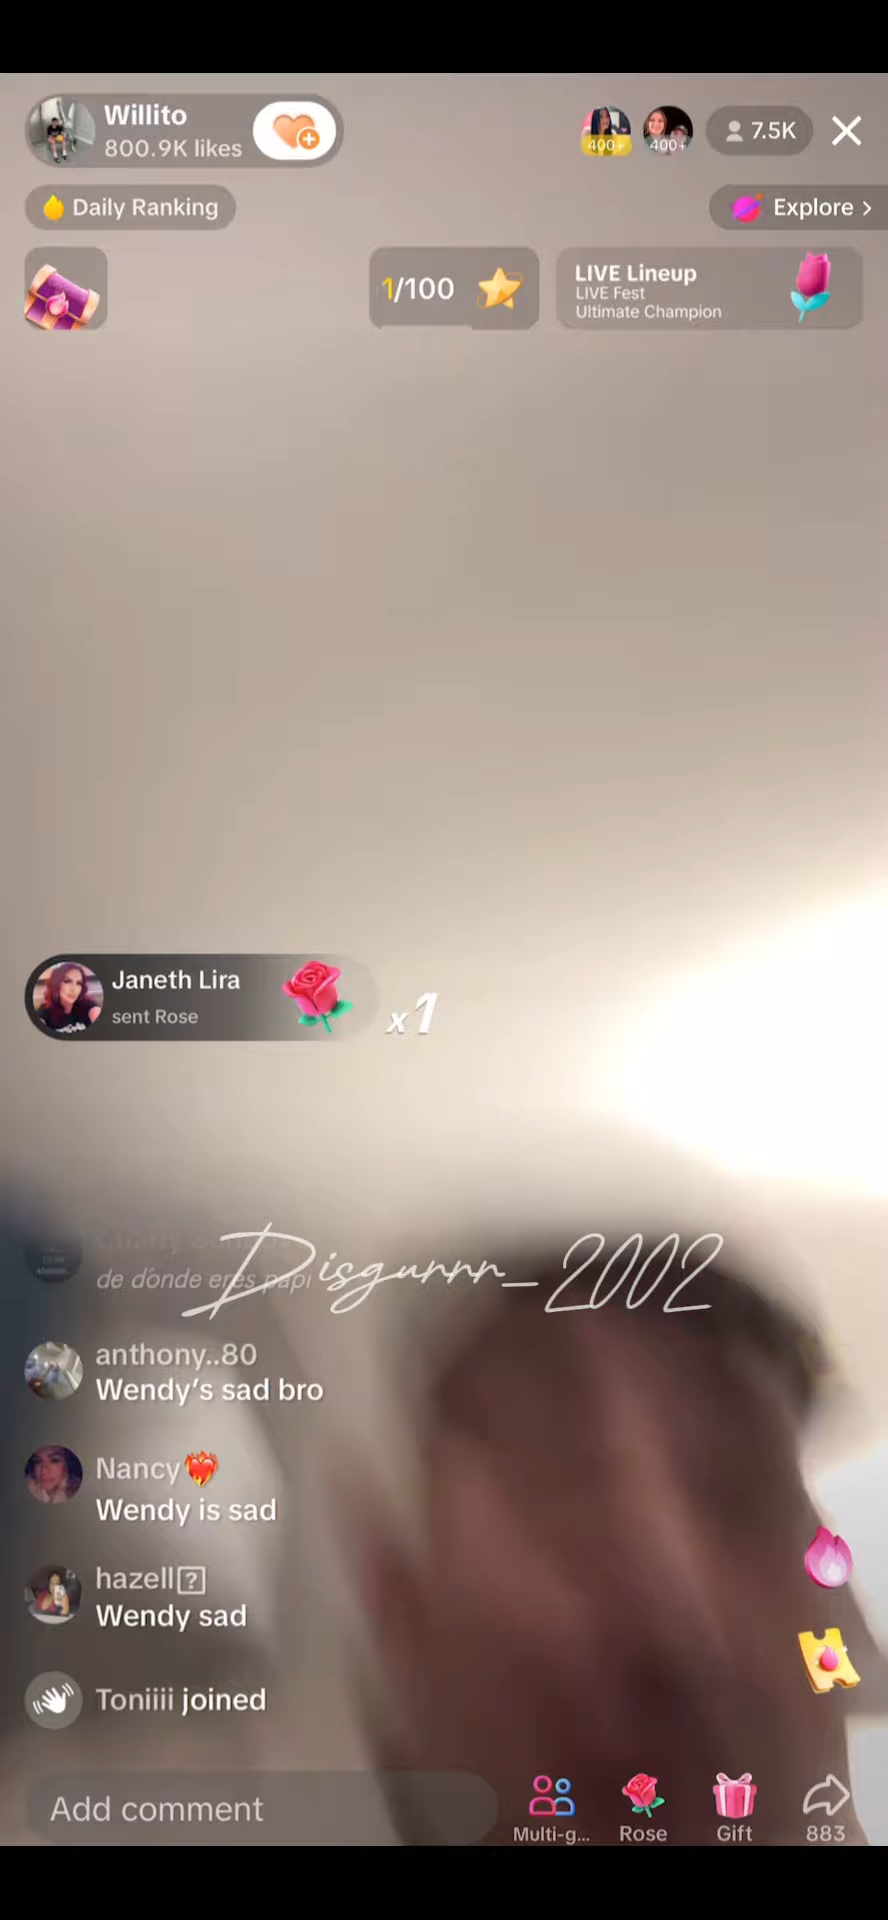 Willito
800.9K likes
400+
400+
7.5K
Daily Ranking
Explore >
1/100
LIVE Lineup
LIVE Fest
Ultimate Champion
Janeth Lira
sent Rose
x1
de dónde eres papi
Disgurrr_2002
anthony..80
Wendy's sad bro
Nancy❤️‍🔥
Wendy is sad
hazell
Wendy sad
Toniiii joined
Add comment
Multi-g...
Rose
Gift
883